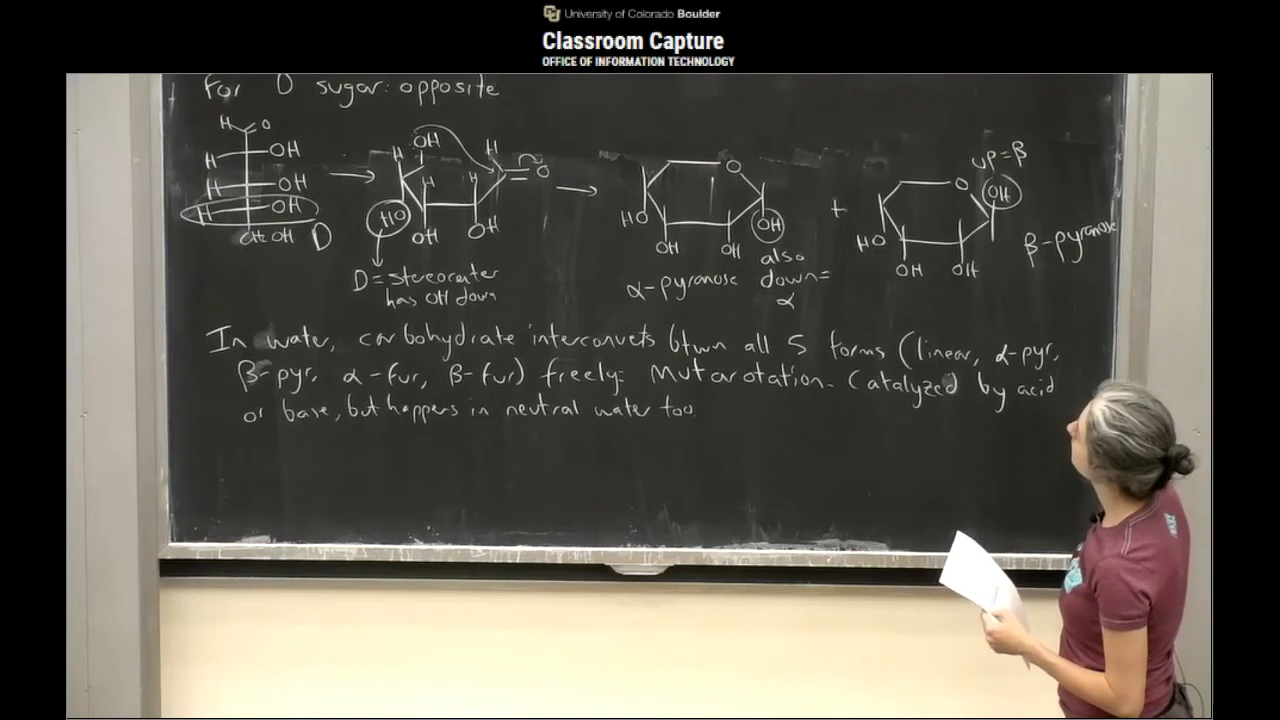 University of Colorado Boulder
Classroom Capture
OFFICE OF INFORMATION TECHNOLOGY
For D sugar: opposite
H O
H OH
H OH
H OH
CH2OH D
H OH H
H H O
HO
OH OH
D = stereocenter
has OH down
O
HO OH
OH OH
α-pyranose
also
down =
α
+
up = β
O OH
HO
OH OH
β-pyranose
In water, carbohydrate interconvets btwn all 5 forms (linear, α-pyr,
β-pyr, α-fur, β-fur) freely= Mutarotation. Catalyzed by acid
or base, but happens in neutral water too.